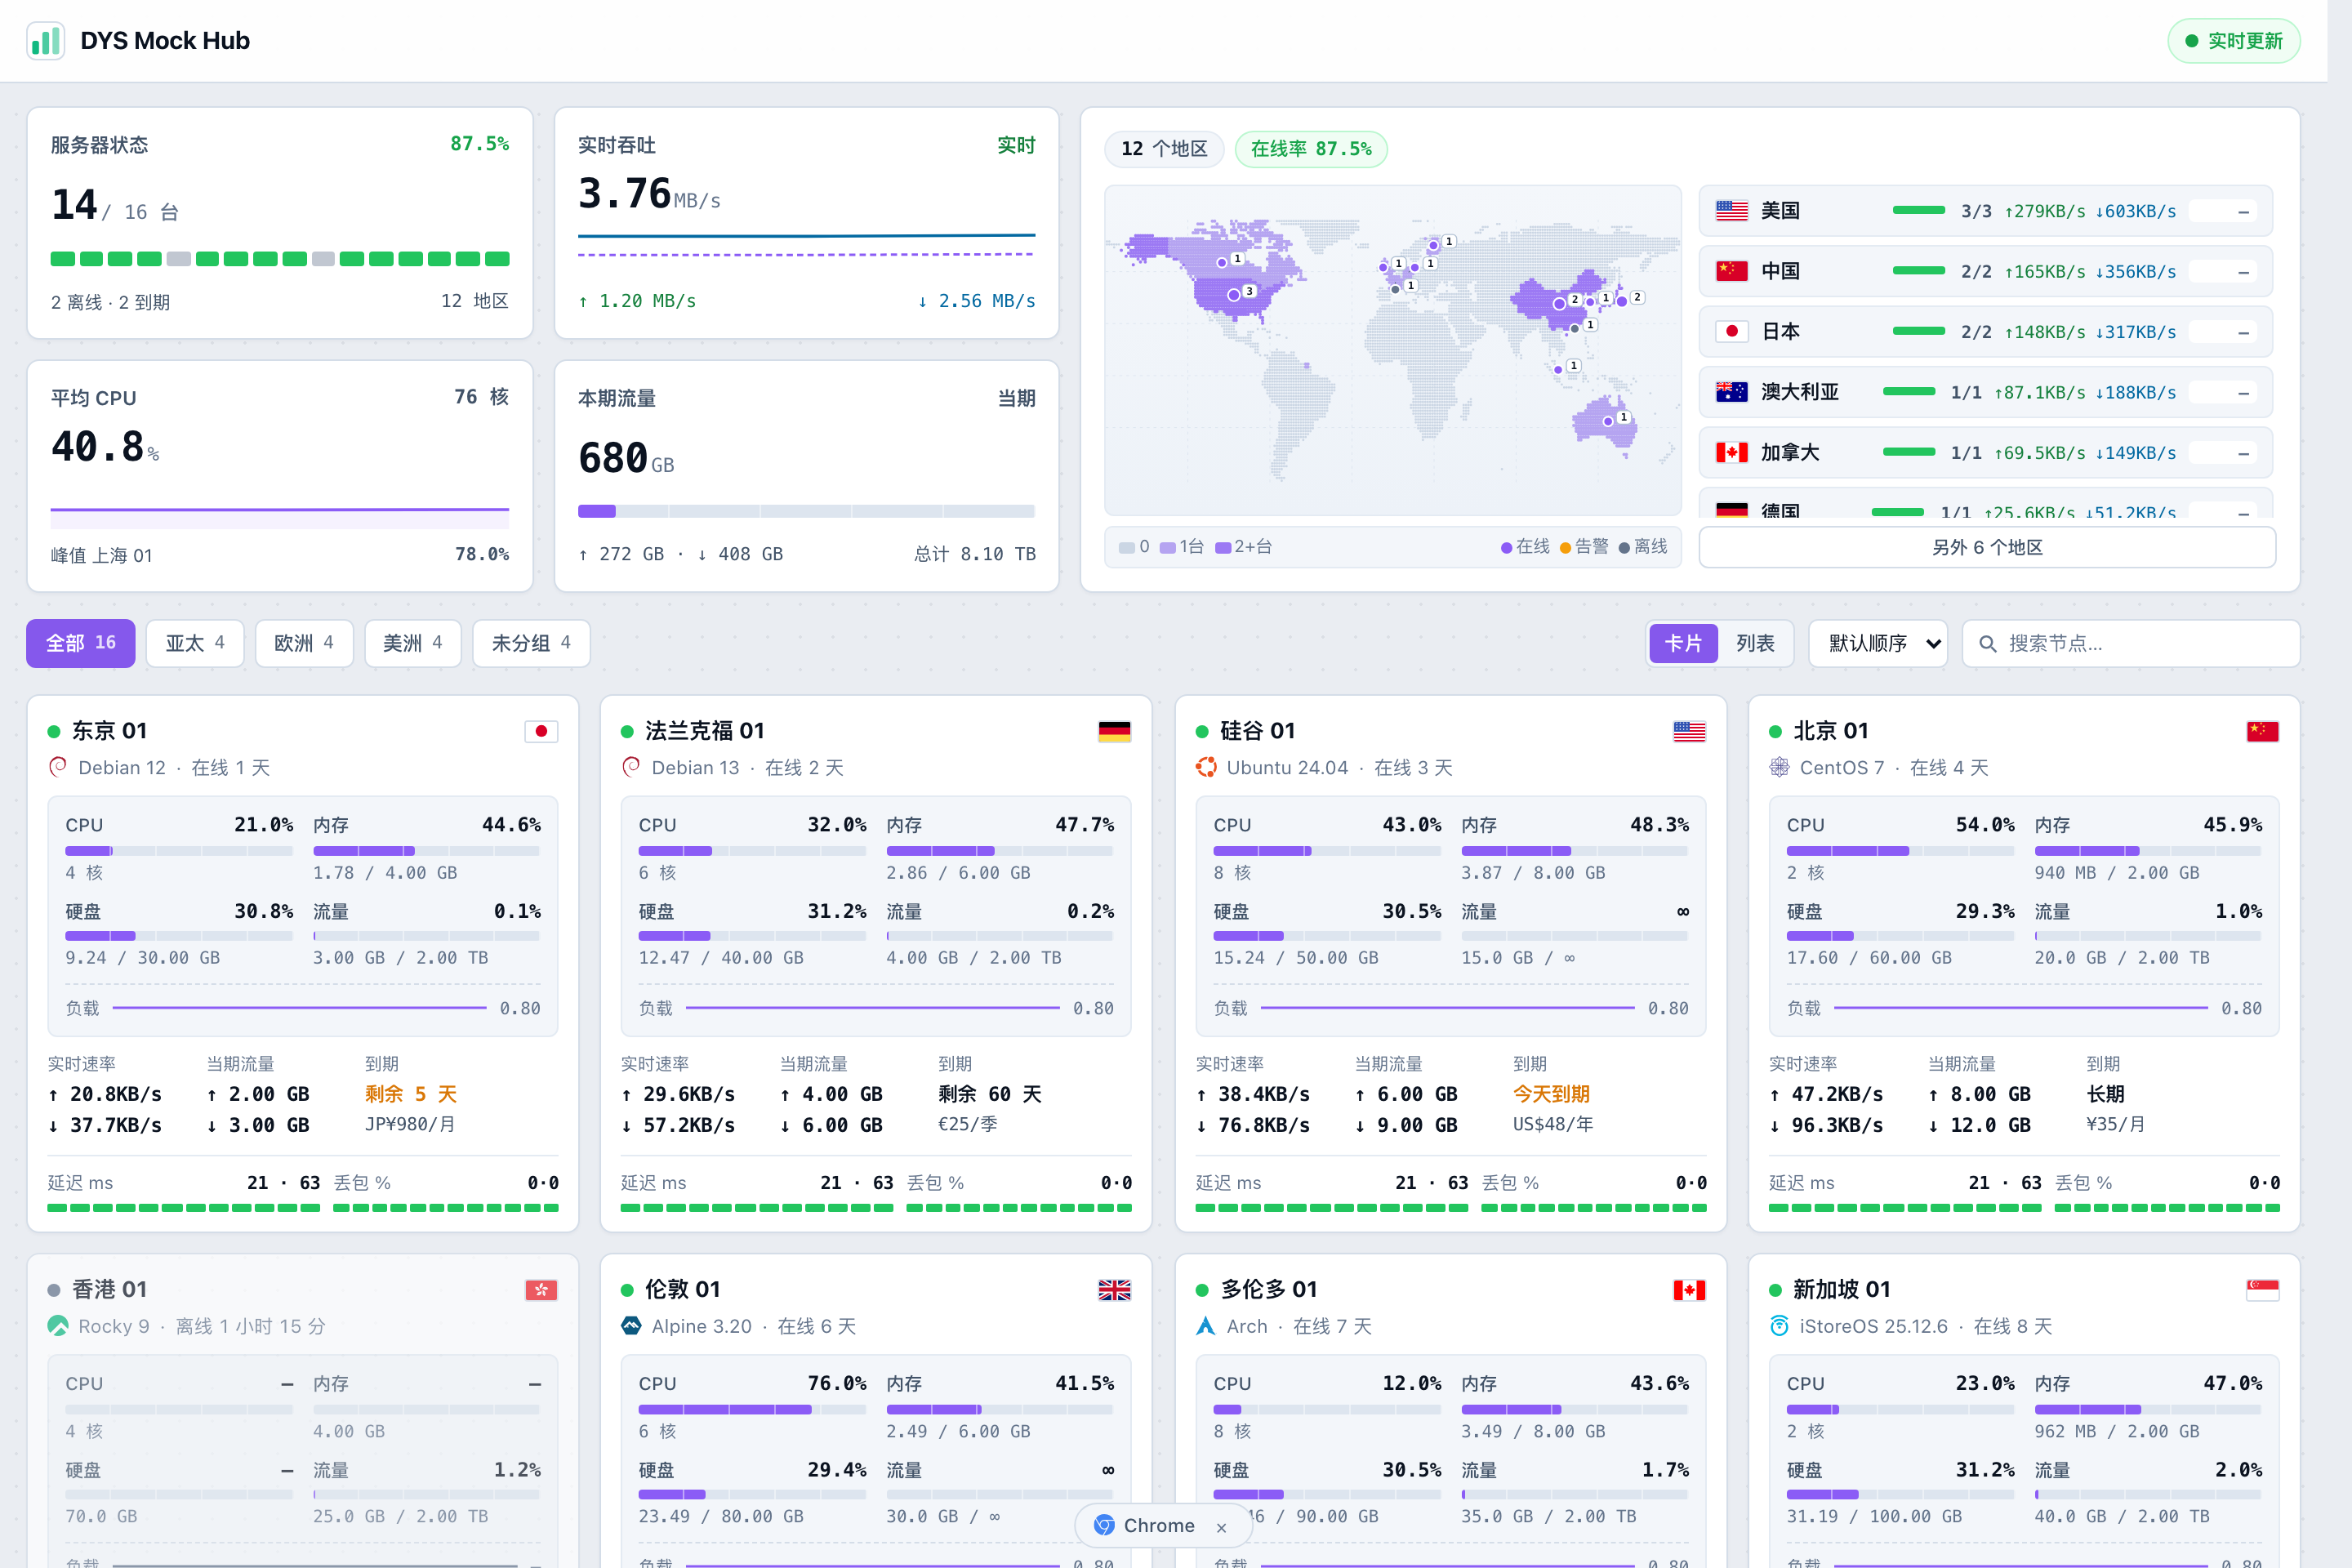 DYS Mock Hub
实时更新
服务器状态 87.5%
14 / 16 台
2 离线 · 2 到期 12 地区
实时吞吐 实时
3.76 MB/s
↑ 1.20 MB/s ↓ 2.56 MB/s
平均 CPU 76 核
40.8 %
峰值 上海 01 78.0%
本期流量 当期
680 GB
↑ 272 GB · ↓ 408 GB 总计 8.10 TB
12 个地区 在线率 87.5%
1
1
3
1
1
1
2
1
2
1
1
1
0 1台 2+台 在线 告警 离线
美国 3/3 ↑279KB/s ↓603KB/s —
中国 2/2 ↑165KB/s ↓356KB/s —
日本 2/2 ↑148KB/s ↓317KB/s —
澳大利亚 1/1 ↑87.1KB/s ↓188KB/s —
加拿大 1/1 ↑69.5KB/s ↓149KB/s —
德国 1/1 ↑25.6KB/s ↓51.2KB/s —
另外 6 个地区
全部 16 亚太 4 欧洲 4 美洲 4 未分组 4
卡片 列表 默认顺序 搜索节点...
东京 01
Debian 12 · 在线 1 天
CPU 21.0% 内存 44.6%
4 核 1.78 / 4.00 GB
硬盘 30.8% 流量 0.1%
9.24 / 30.00 GB 3.00 GB / 2.00 TB
负载 0.80
实时速率 当期流量 到期
↑ 20.8KB/s ↑ 2.00 GB 剩余 5 天
↓ 37.7KB/s ↓ 3.00 GB JP¥980/月
延迟 ms 21 · 63 丢包 % 0·0
法兰克福 01
Debian 13 · 在线 2 天
CPU 32.0% 内存 47.7%
6 核 2.86 / 6.00 GB
硬盘 31.2% 流量 0.2%
12.47 / 40.00 GB 4.00 GB / 2.00 TB
负载 0.80
实时速率 当期流量 到期
↑ 29.6KB/s ↑ 4.00 GB 剩余 60 天
↓ 57.2KB/s ↓ 6.00 GB €25/季
延迟 ms 21 · 63 丢包 % 0·0
硅谷 01
Ubuntu 24.04 · 在线 3 天
CPU 43.0% 内存 48.3%
8 核 3.87 / 8.00 GB
硬盘 30.5% 流量 ∞
15.24 / 50.00 GB 15.0 GB / ∞
负载 0.80
实时速率 当期流量 到期
↑ 38.4KB/s ↑ 6.00 GB 今天到期
↓ 76.8KB/s ↓ 9.00 GB US$48/年
延迟 ms 21 · 63 丢包 % 0·0
北京 01
CentOS 7 · 在线 4 天
CPU 54.0% 内存 45.9%
2 核 940 MB / 2.00 GB
硬盘 29.3% 流量 1.0%
17.60 / 60.00 GB 20.0 GB / 2.00 TB
负载 0.80
实时速率 当期流量 到期
↑ 47.2KB/s ↑ 8.00 GB 长期
↓ 96.3KB/s ↓ 12.0 GB ¥35/月
延迟 ms 21 · 63 丢包 % 0·0
香港 01
Rocky 9 · 离线 1 小时 15 分
CPU — 内存 —
4 核 4.00 GB
硬盘 — 流量 1.2%
70.0 GB 25.0 GB / 2.00 TB
负载 —
伦敦 01
Alpine 3.20 · 在线 6 天
CPU 76.0% 内存 41.5%
6 核 2.49 / 6.00 GB
硬盘 29.4% 流量 ∞
23.49 / 80.00 GB 30.0 GB / ∞
负载 0.80
多伦多 01
Arch · 在线 7 天
CPU 12.0% 内存 43.6%
8 核 3.49 / 8.00 GB
硬盘 30.5% 流量 1.7%
/ 90.00 GB 35.0 GB / 2.00 TB
负载 0.80
新加坡 01
iStoreOS 25.12.6 · 在线 8 天
CPU 23.0% 内存 47.0%
2 核 962 MB / 2.00 GB
硬盘 31.2% 流量 2.0%
31.19 / 100.00 GB 40.0 GB / 2.00 TB
负载 0.80
Chrome ×